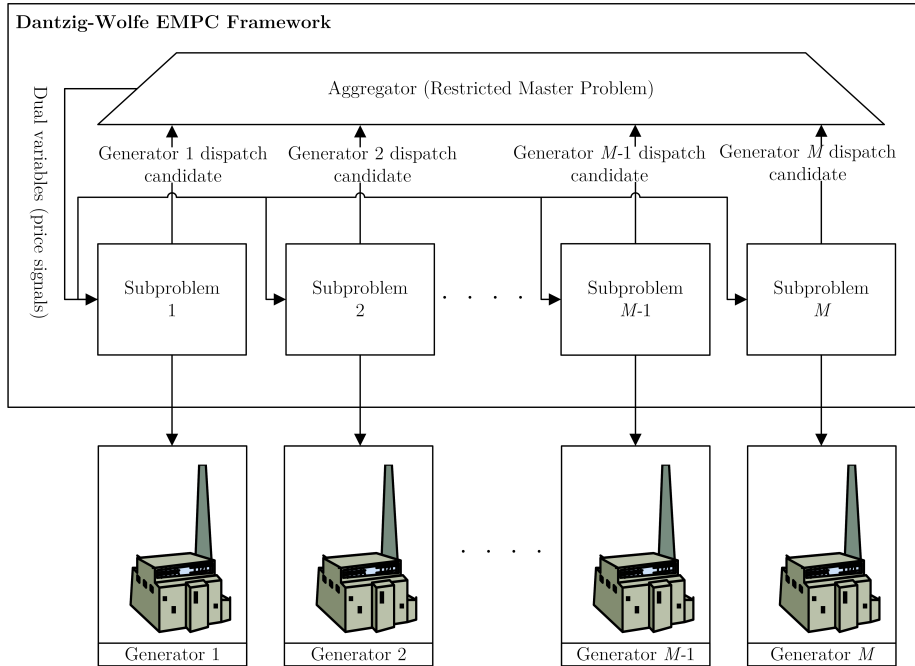 Dantzig-Wolfe EMPC Framework
Aggregator (Restricted Master Problem)
Dual variables (price signals)
Generator 1 dispatch
candidate
Generator 2 dispatch
candidate
Generator M-1 dispatch
candidate
Generator M dispatch
candidate
Subproblem
1
Subproblem
2
. . . .
Subproblem
M-1
Subproblem
M
. . . .
Generator 1
Generator 2
Generator M-1
Generator M